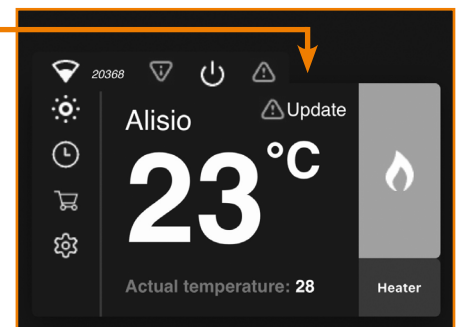 20368
Update
Alisio
23°C
Actual temperature: 28
Heater